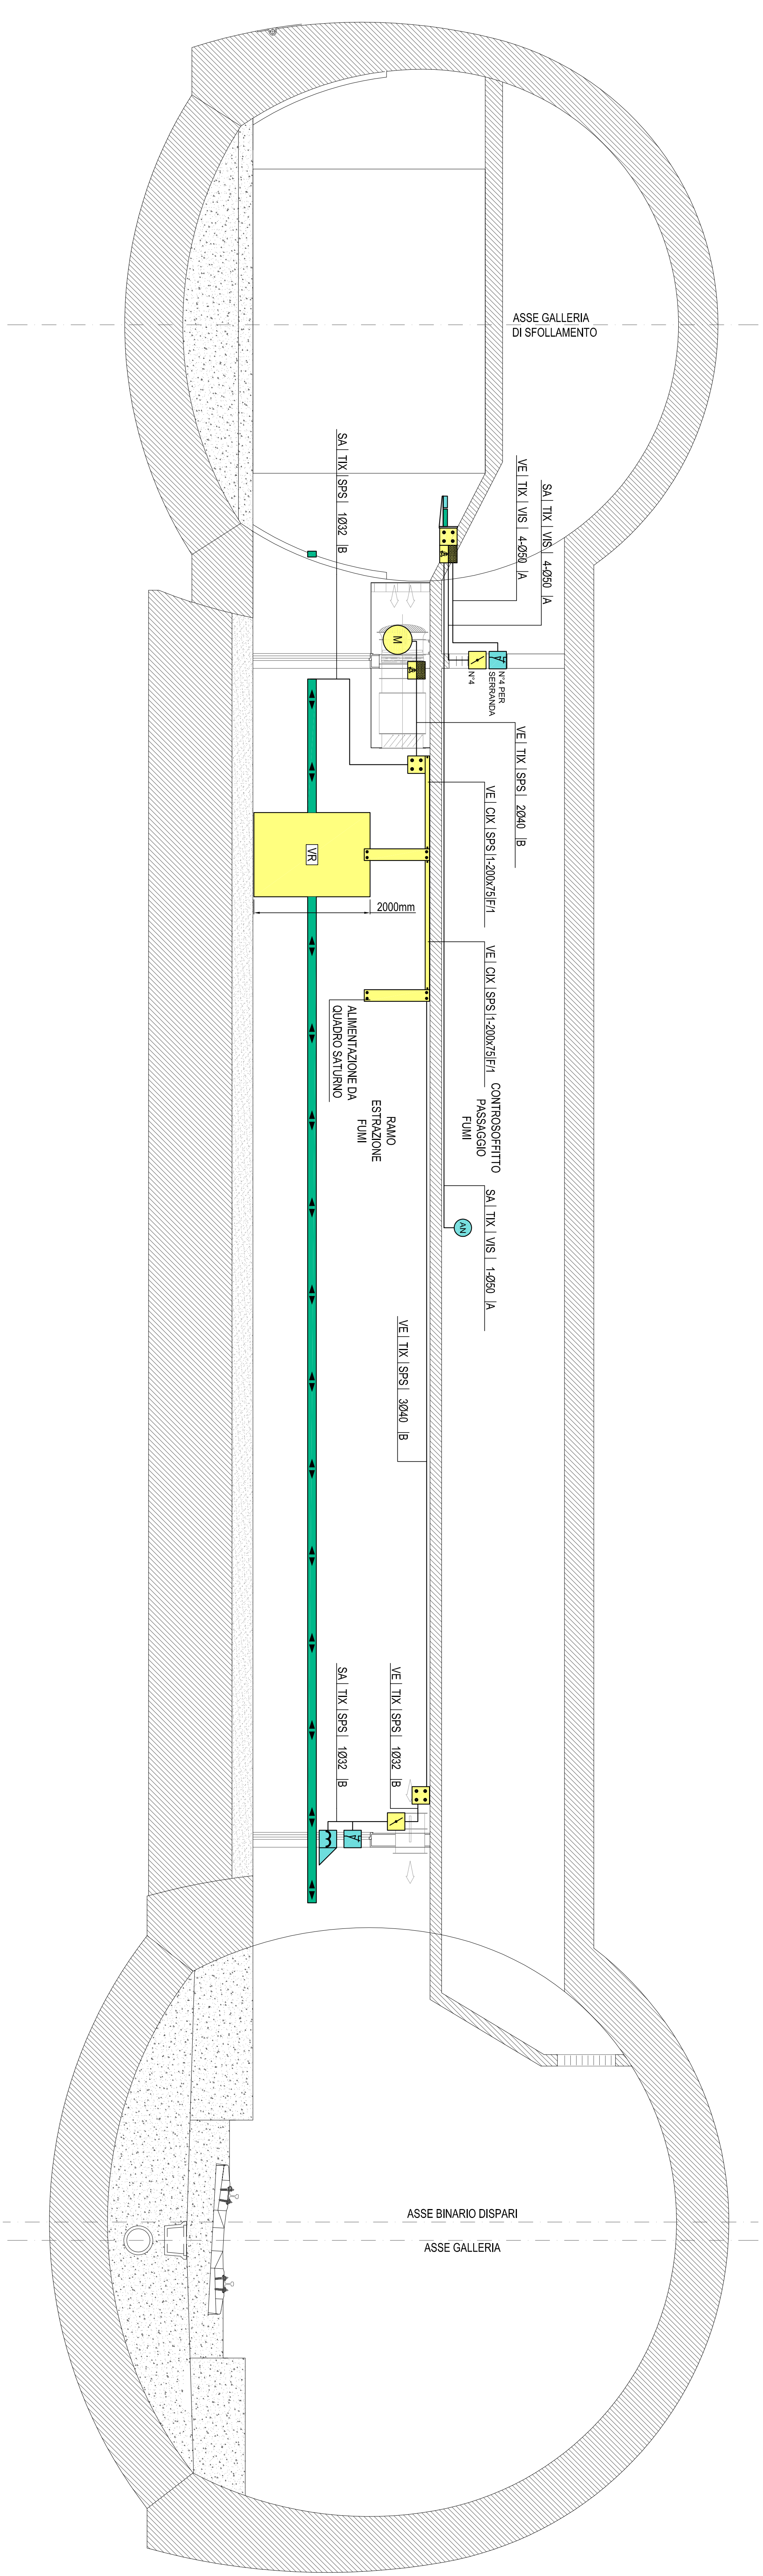 ASSE GALLERIA
DI SFOLLAMENTO
SA | TIX | VIS | 4-Ø50 |A
VE | TIX | VIS | 4-Ø50 |A
SA | TIX |SPS | 1Ø32 |B
N°4 PER
SERRANDA
N°4
M
VE | TIX |SPS | 2Ø40 |B
VE | CIX |SPS |1-200x75|F/1
VR
2000mm
VE | CIX |SPS |1-200x75|F/1
ALIMENTAZIONE DA
QUADRO SATURNO
CONTROSOFFITTO
PASSAGGIO
FUMI
RAMO
ESTRAZIONE
FUMI
SA | TIX | VIS | 1-Ø50 |A
AN
VE | TIX |SPS | 3Ø40 |B
VE | TIX |SPS | 1Ø32 |B
SA | TIX |SPS | 1Ø32 |B
ASSE BINARIO DISPARI
ASSE GALLERIA